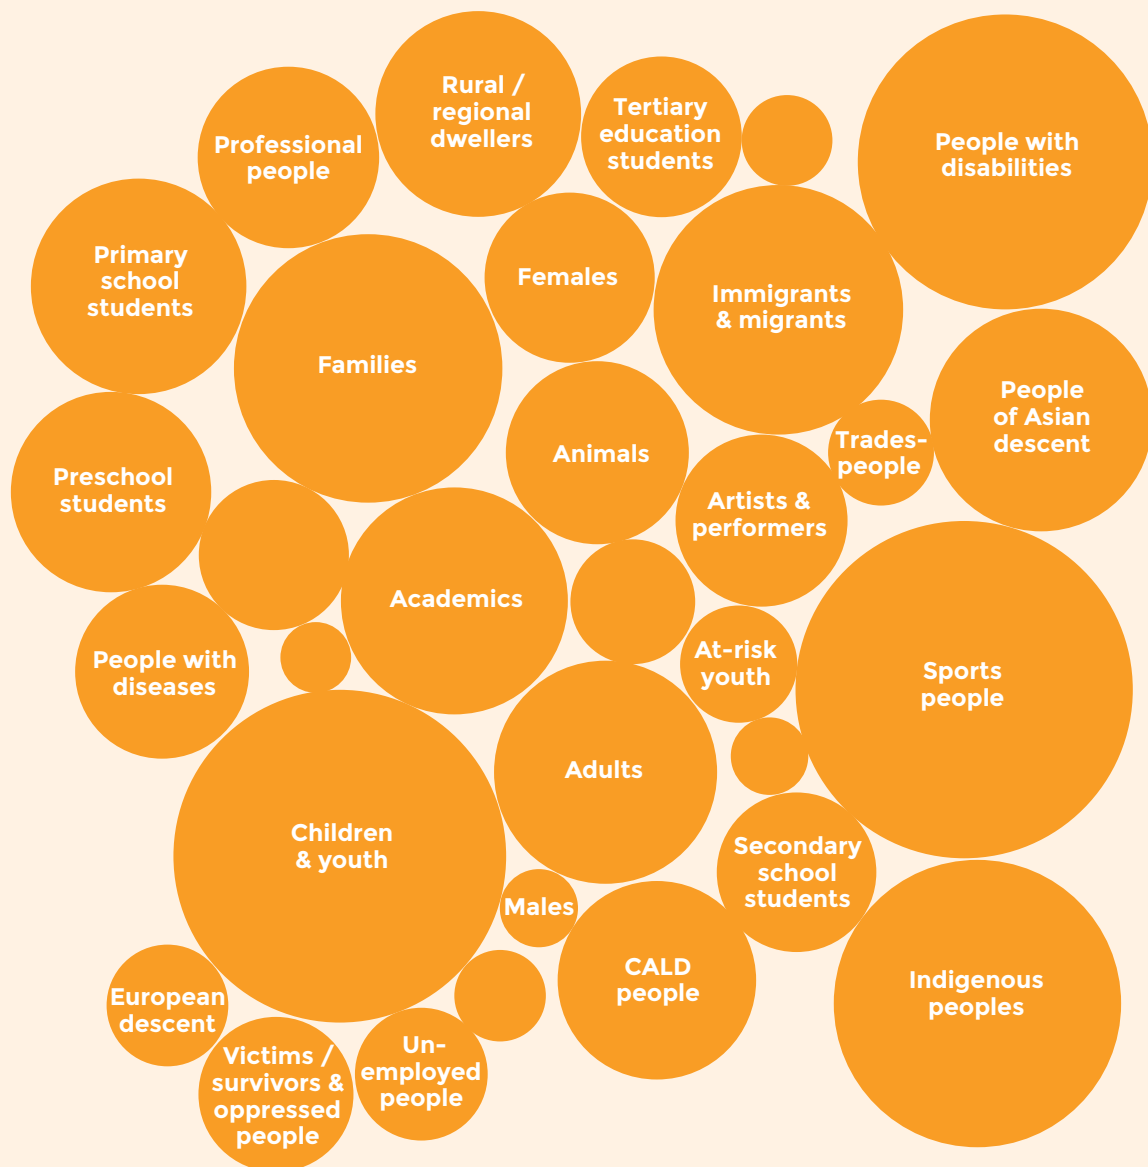 Rural /
regional
dwellers
Tertiary
education
students
Professional
people
People with
disabilities
Primary
school
students
Females
Immigrants
& migrants
Families
People
of Asian
descent
Trades-
people
Animals
Preschool
students
Artists &
performers
Academics
People with
diseases
At-risk
youth
Sports
people
Adults
Children
& youth
Secondary
school
students
Males
CALD
people
Indigenous
peoples
European
descent
Victims /
survivors &
oppressed
people
Un-
employed
people